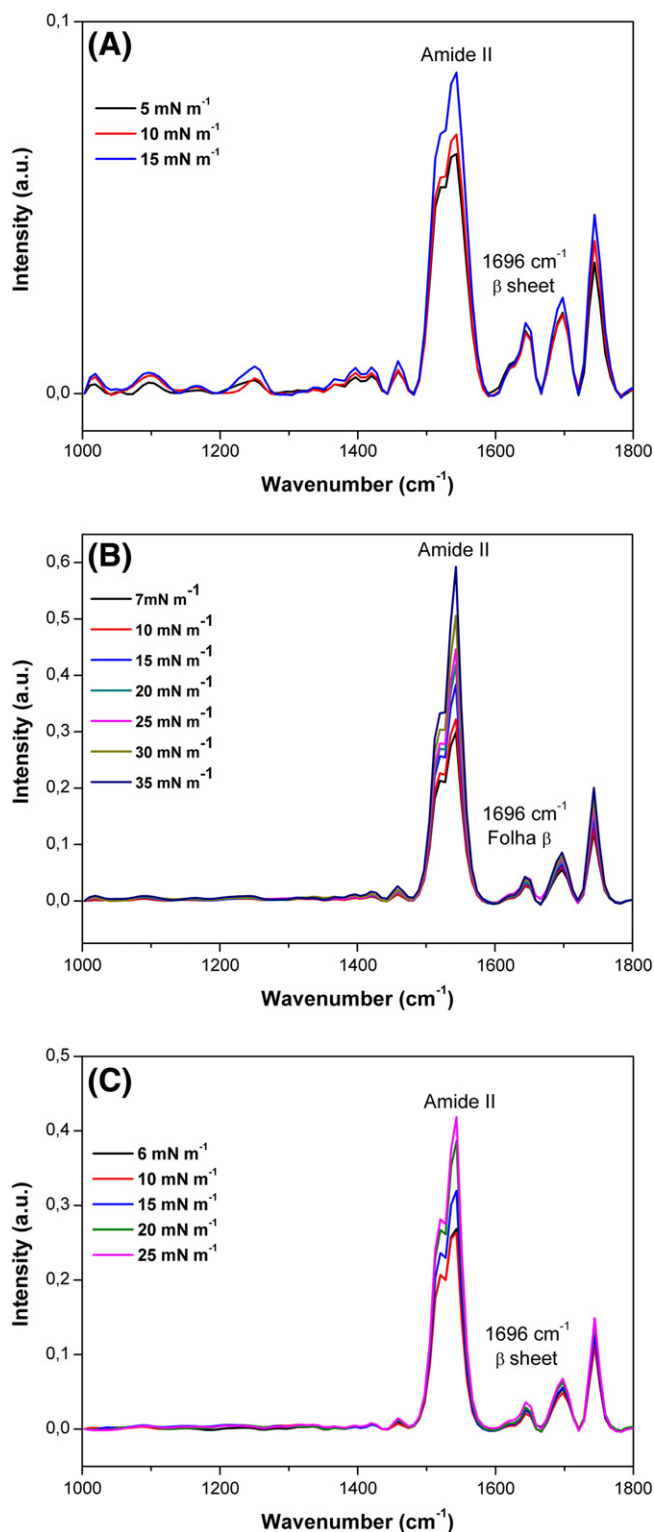 (A)
0,1
Amide II
5 mN m⁻¹
10 mN m⁻¹
15 mN m⁻¹
1696 cm⁻¹
β sheet
Intensity (a.u.)
0,0
1000 1200 1400 1600 1800
Wavenumber (cm⁻¹)
(B)
Amide II
0,6
7mN m⁻¹
0,5
10 mN m⁻¹
15 mN m⁻¹
0,4
20 mN m⁻¹
25 mN m⁻¹
0,3
30 mN m⁻¹
35 mN m⁻¹
0,2
1696 cm⁻¹
Folha β
0,1
0,0
Intensity (a.u.)
1000 1200 1400 1600 1800
Wavenumber (cm⁻¹)
0,5
(C)
Amide II
0,4
6 mN m⁻¹
10 mN m⁻¹
0,3
15 mN m⁻¹
20 mN m⁻¹
25 mN m⁻¹
0,2
1696 cm⁻¹
β sheet
0,1
0,0
Intensity (a.u.)
1000 1200 1400 1600 1800
Wavenumber (cm⁻¹)